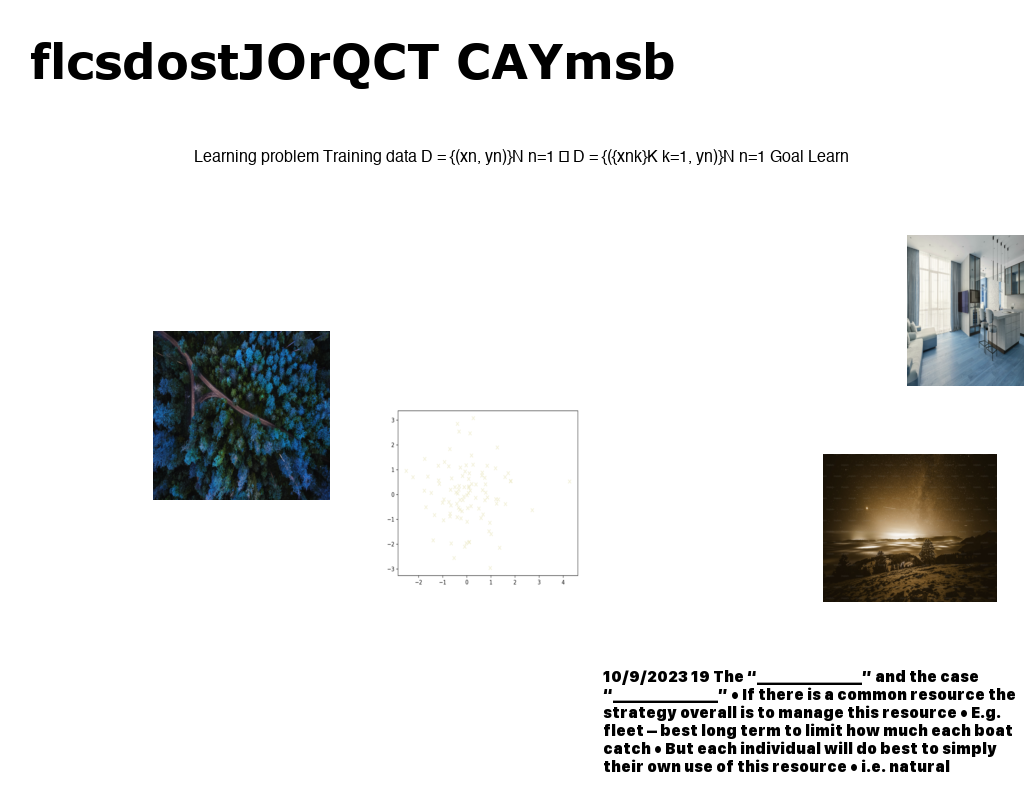 flcsdostJOrQCT CAYmsb
Learning problem Training data D = {(xn, yn)}N n=1 □ D = {({xnk}K k=1, yn)}N n=1 Goal Learn
3
2
1
0
−1
−2
−3
−2 −1 0 1 2 3 4
10/9/2023 19 The “______________” and the case
“______________” • If there is a common resource the
strategy overall is to manage this resource • E.g.
fleet – best long term to limit how much each boat
catch • But each individual will do best to simply
their own use of this resource • i.e. natural